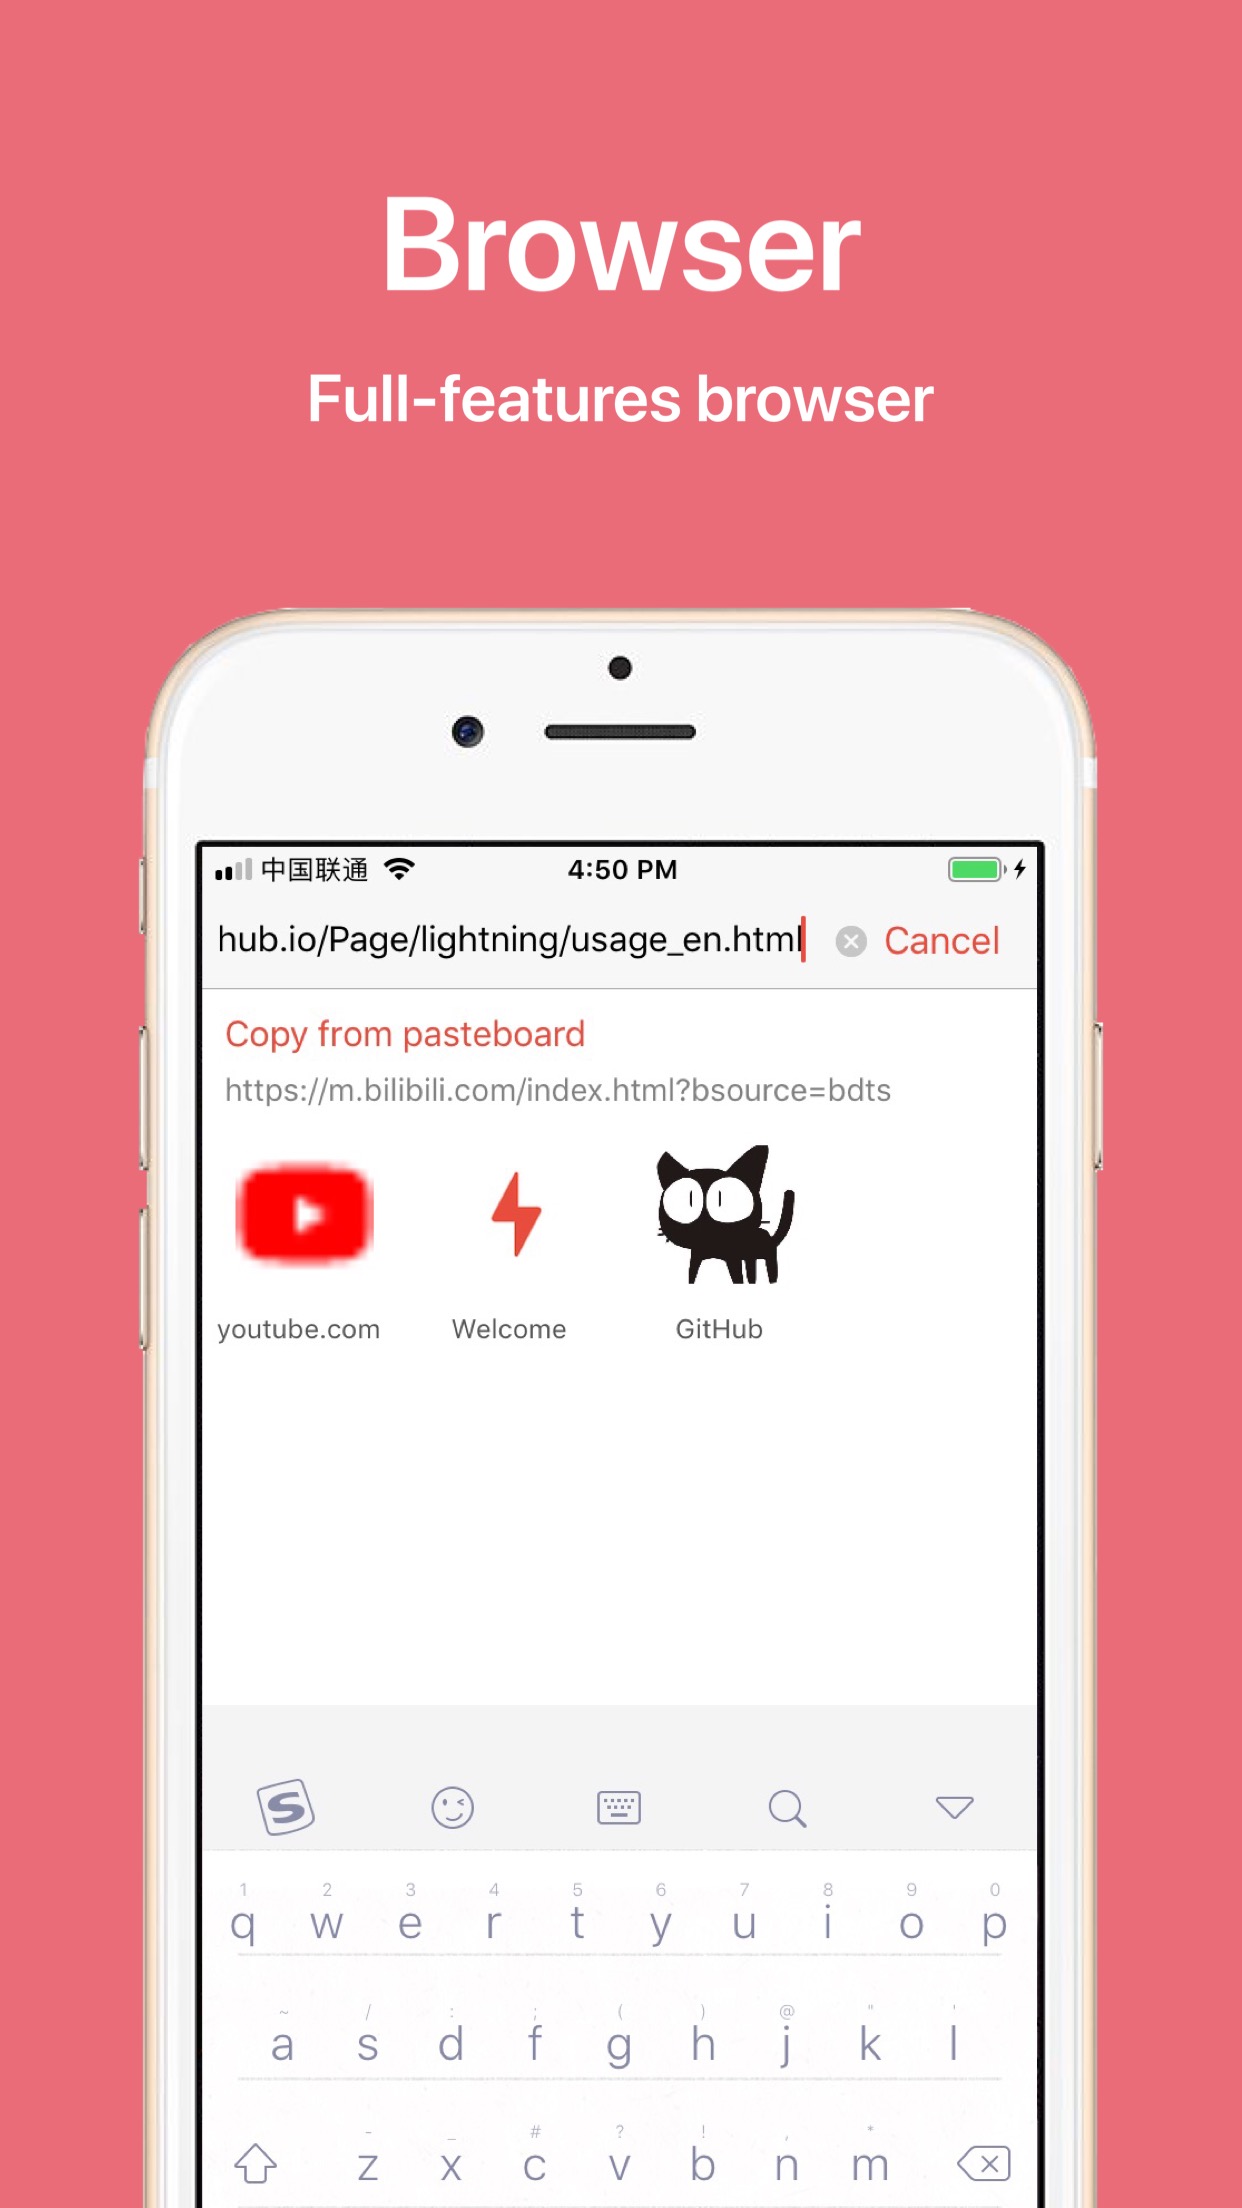 Browser
Full-features browser
中国联通 4:50 PM
hub.io/Page/lightning/usage_en.html Cancel
Copy from pasteboard
https://m.bilibili.com/index.html?bsource=bdts
youtube.com Welcome GitHub
S
1 2 3 4 5 6 7 8 9 0
q w e r t y u i o p
~ / : ; ( ) @ " '
a s d f g h j k l
- _ # ? ! , *
z x c v b n m